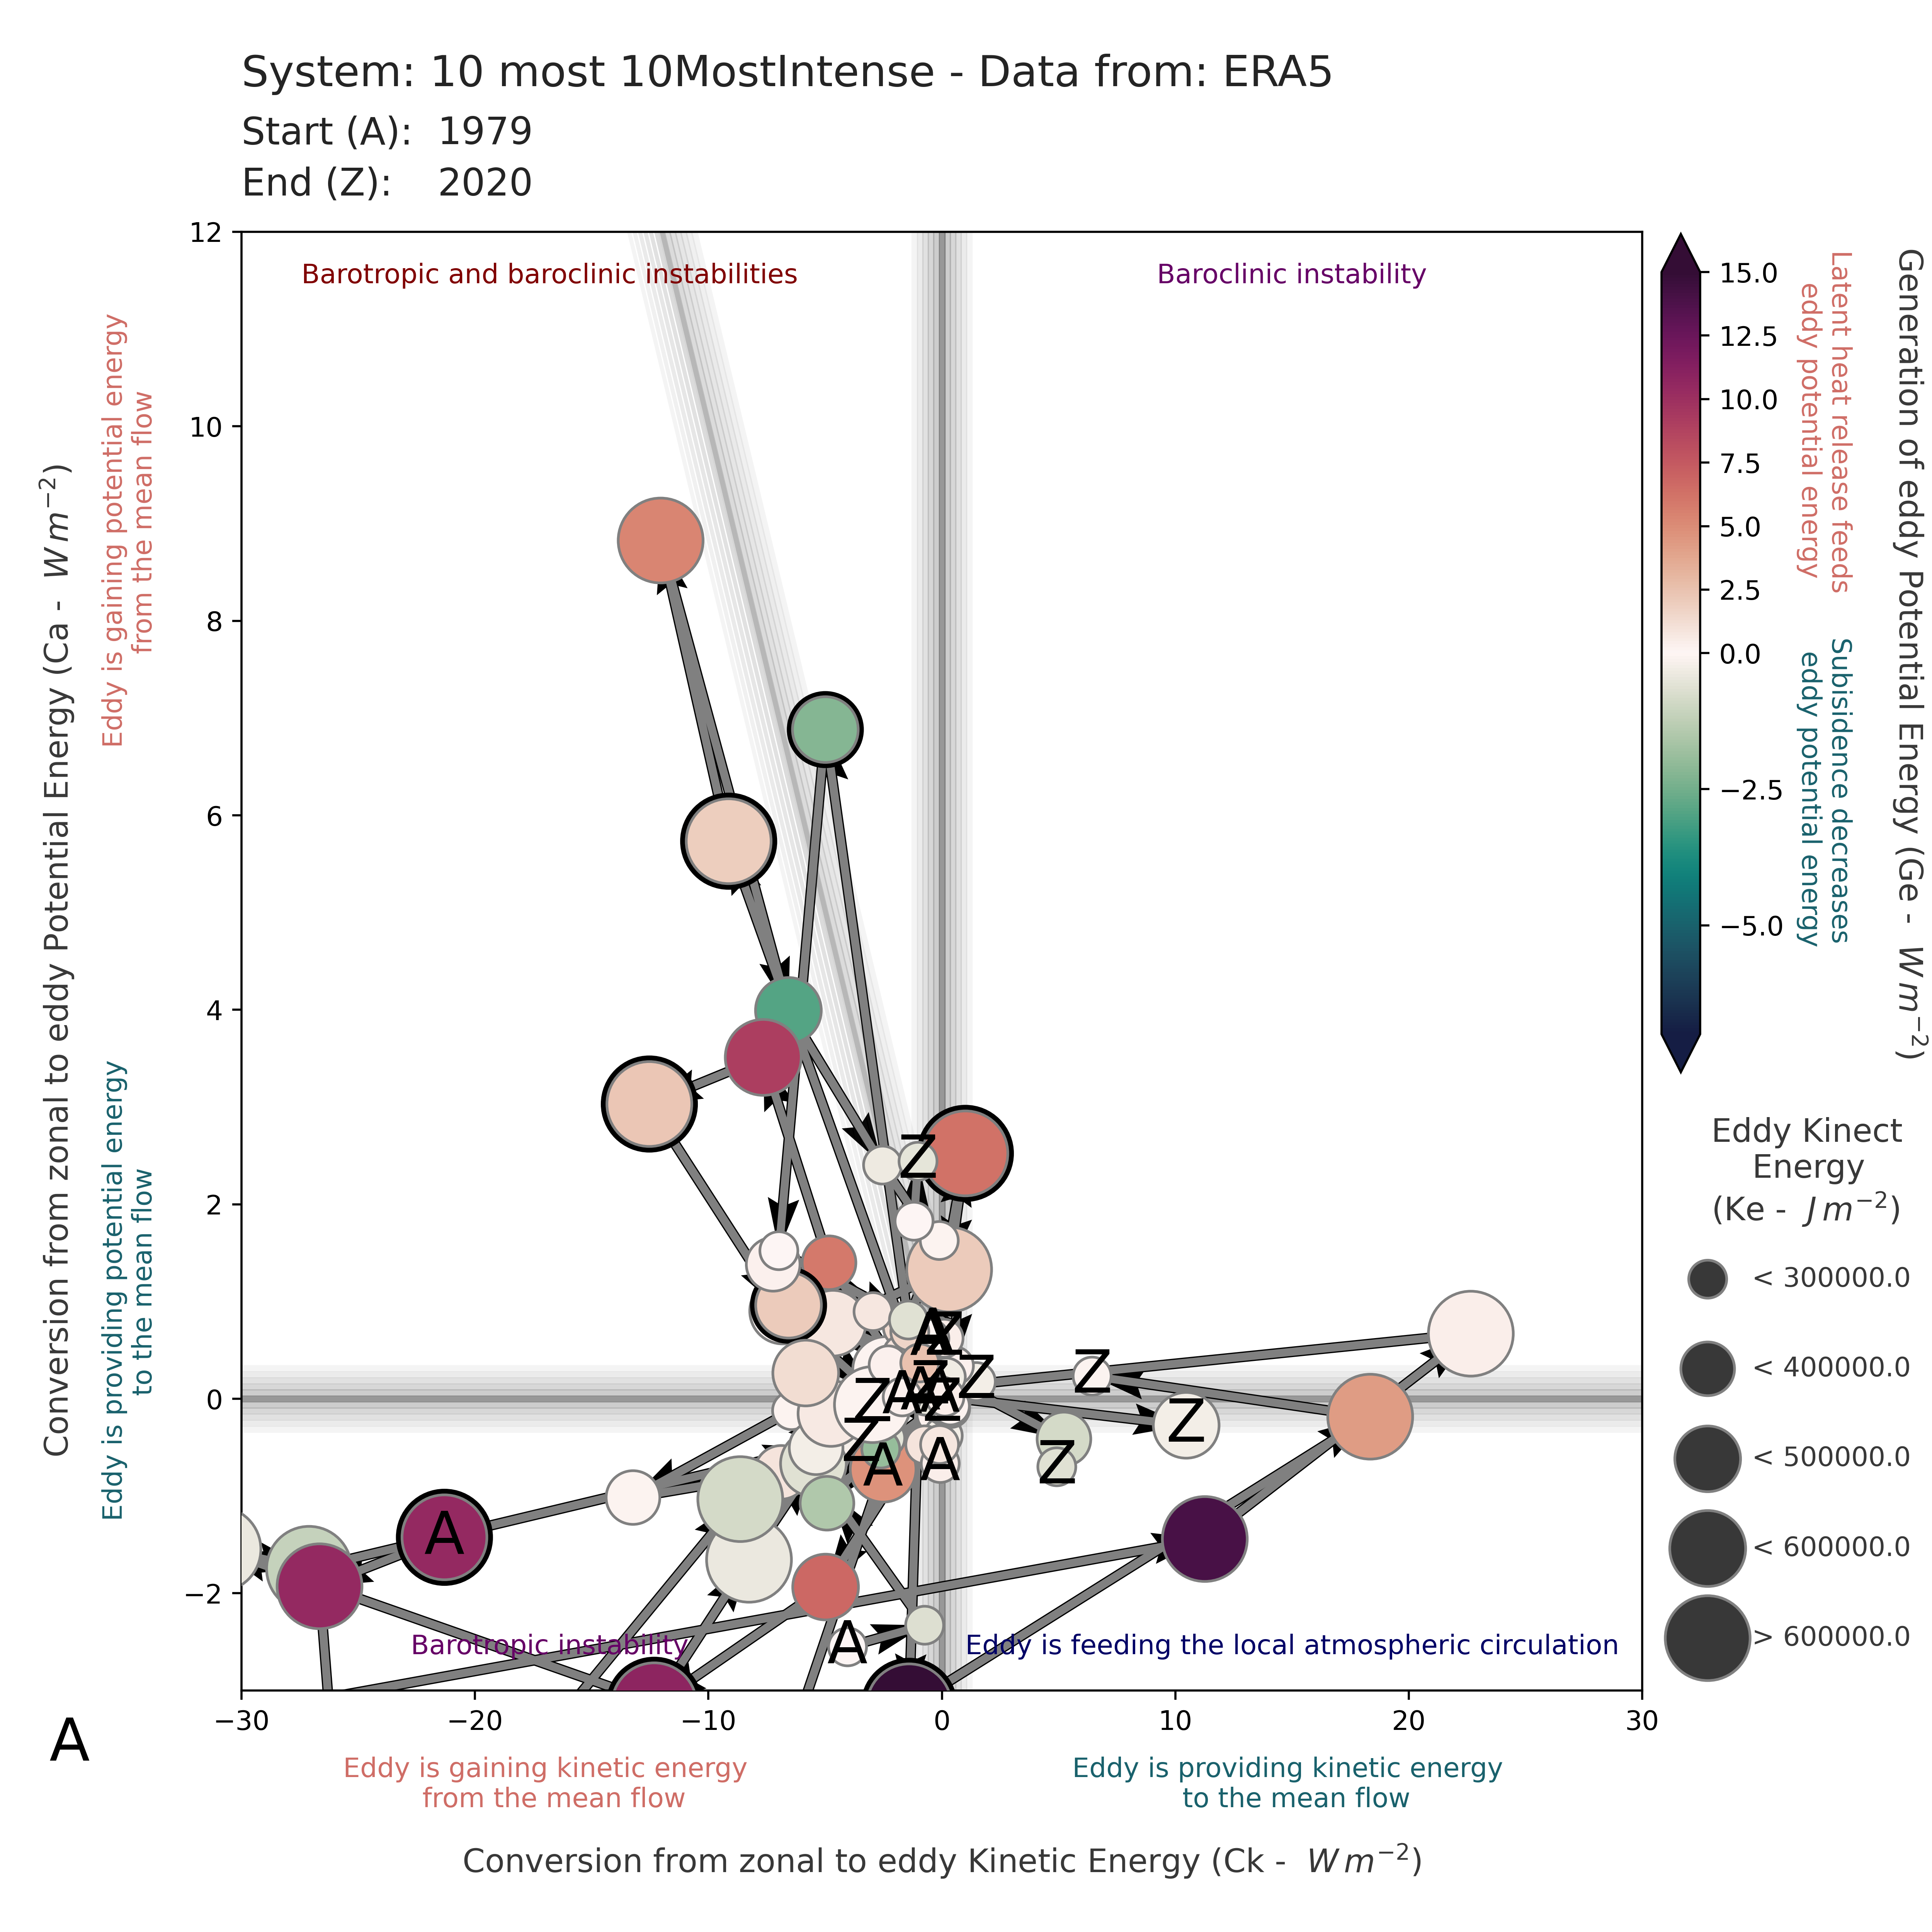 System: 10 most 10MostIntense - Data from: ERA5
Start (A): 1979
End (Z): 2020
Conversion from zonal to eddy Potential Energy (Ca - W m⁻²)
Eddy is gaining potential energy
from the mean flow
Eddy is providing potential energy
to the mean flow
12
10
8
6
4
2
0
−2
Barotropic and baroclinic instabilities
Baroclinic instability
Z
A
Z
Z
Z
Z
Z
Z
A
A
Z
A
Z
Z
A
A
Z
A
A
Barotropic instability
Eddy is feeding the local atmospheric circulation
−30
−20
−10
0
10
20
30
A
Eddy is gaining kinetic energy
from the mean flow
Eddy is providing kinetic energy
to the mean flow
Conversion from zonal to eddy Kinetic Energy (Ck - W m⁻²)
15.0
12.5
10.0
7.5
5.0
2.5
0.0
−2.5
−5.0
Latent heat release feeds
eddy potential energy
Subisidence decreases
eddy potential energy
Generation of eddy Potential Energy (Ge - W m⁻²)
Eddy Kinect
Energy
(Ke - J m⁻²)
< 300000.0
< 400000.0
< 500000.0
< 600000.0
> 600000.0